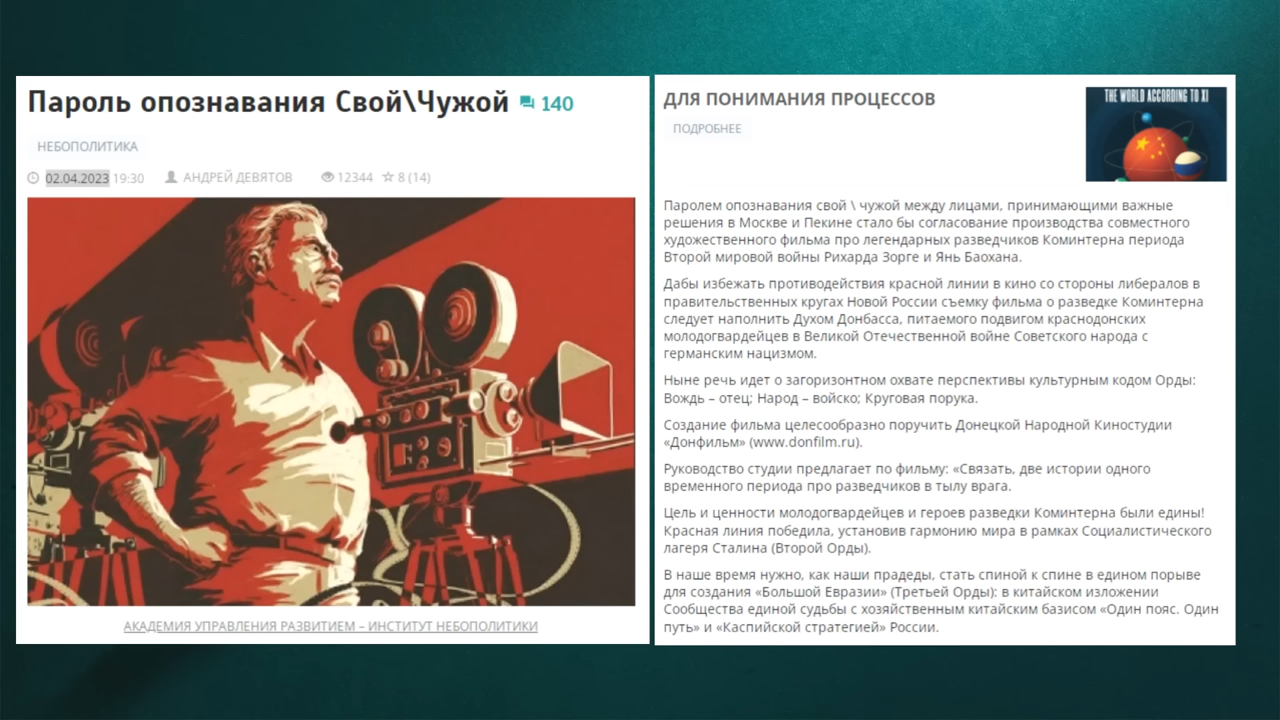 Пароль опознавания Свой\Чужой 140
НЕБОПОЛИТИКА
02.04.2023 19:30 АНДРЕЙ ДЕВЯТОВ 12344 8 (14)
АКАДЕМИЯ УПРАВЛЕНИЯ РАЗВИТИЕМ – ИНСТИТУТ НЕБОПОЛИТИКИ
ДЛЯ ПОНИМАНИЯ ПРОЦЕССОВ
ПОДРОБНЕЕ
THE WORLD ACCORDING TO XI
Паролем опознавания свой \ чужой между лицами, принимающими важные
решения в Москве и Пекине стало бы согласование производства совместного
художественного фильма про легендарных разведчиков Коминтерна периода
Второй мировой войны Рихарда Зорге и Янь Баохана.
Дабы избежать противодействия красной линии в кино со стороны либералов в
правительственных кругах Новой России съемку фильма о разведке Коминтерна
следует наполнить Духом Донбасса, питаемого подвигом краснодонских
молодогвардейцев в Великой Отечественной войне Советского народа с
германским нацизмом.
Ныне речь идет о загоризонтном охвате перспективы культурным кодом Орды:
Вождь – отец; Народ – войско; Круговая порука.
Создание фильма целесообразно поручить Донецкой Народной Киностудии
«Донфильм» (www.donfilm.ru).
Руководство студии предлагает по фильму: «Связать, две истории одного
временного периода про разведчиков в тылу врага.
Цель и ценности молодогвардейцев и героев разведки Коминтерна были едины!
Красная линия победила, установив гармонию мира в рамках Социалистического
лагеря Сталина (Второй Орды).
В наше время нужно, как наши прадеды, стать спиной к спине в едином порыве
для создания «Большой Евразии» (Третьей Орды): в китайском изложении
Сообщества единой судьбы с хозяйственным китайским базисом «Один пояс. Один
путь» и «Каспийской стратегией» России.